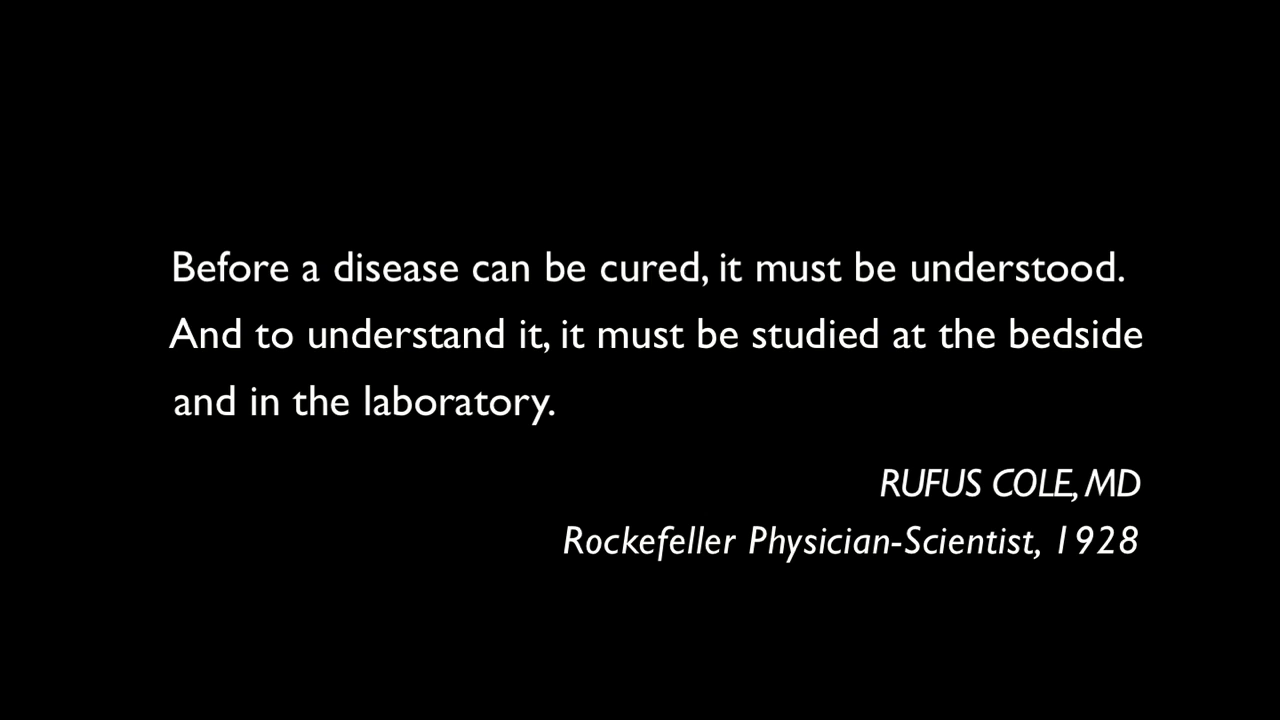 Before a disease can be cured, it must be understood.
And to understand it, it must be studied at the bedside
and in the laboratory.
RUFUS COLE, MD
Rockefeller Physician-Scientist, 1928